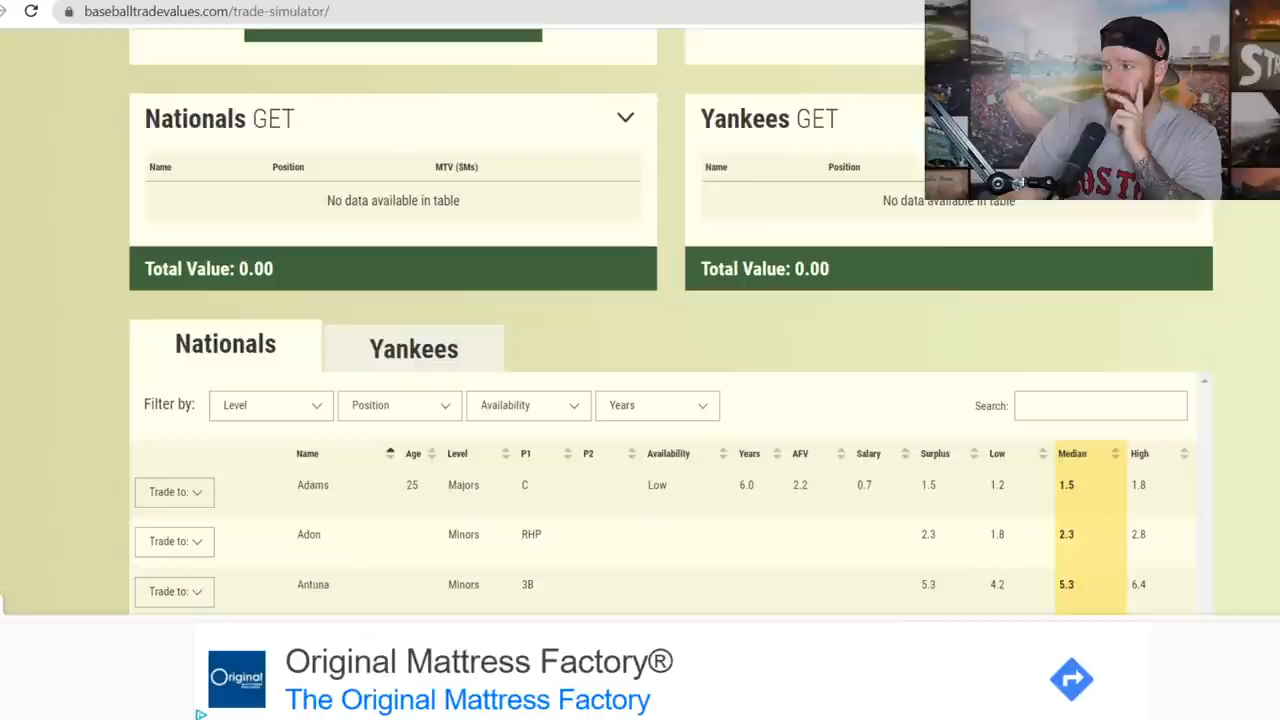 baseballtradevalues.com/trade-simulator/
Nationals GET
Name Position MTV ($Ms)
No data available in table
Total Value: 0.00
Yankees GET
Name Position
No data available in table
Total Value: 0.00
Nationals Yankees
Filter by: Level Position Availability Years Search:
Name Age Level P1 P2 Availability Years AFV Salary Surplus Low Median High
Trade to: Adams 25 Majors C Low 6.0 2.2 0.7 1.5 1.2 1.5 1.8
Trade to: Adon Minors RHP 2.3 1.8 2.3 2.8
Trade to: Antuna Minors 3B 5.3 4.2 5.3 6.4
Original
Original Mattress Factory®
The Original Mattress Factory